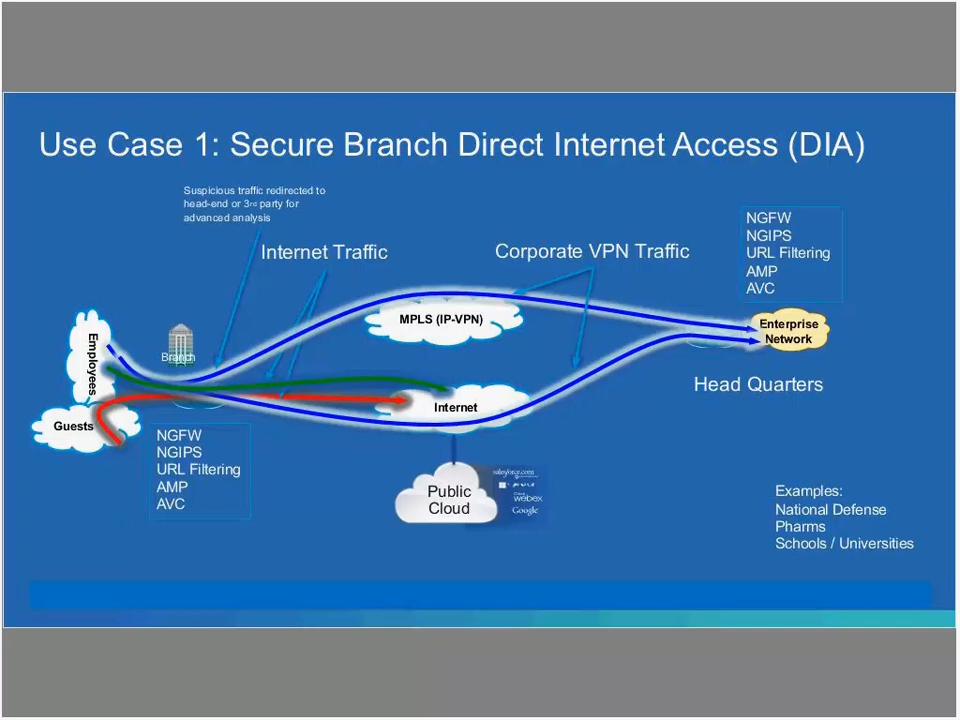 Use Case 1: Secure Branch Direct Internet Access (DIA)
Suspicious traffic redirected to
head-end or 3rd party for
advanced analysis
Internet Traffic
Corporate VPN Traffic
NGFW
NGIPS
URL Filtering
AMP
AVC
MPLS (IP-VPN)
Enterprise
Network
Employees
Branch
Head Quarters
Internet
Guests
NGFW
NGIPS
URL Filtering
AMP
AVC
Public
Cloud
salesforce.com
webex
Google
Examples:
National Defense
Pharms
Schools / Universities